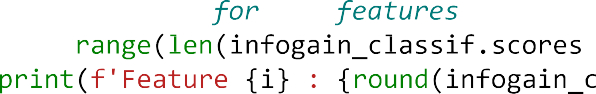 for features
range(len(infogain_classif.scores
print(f'Feature {i} : {round(infogain_c